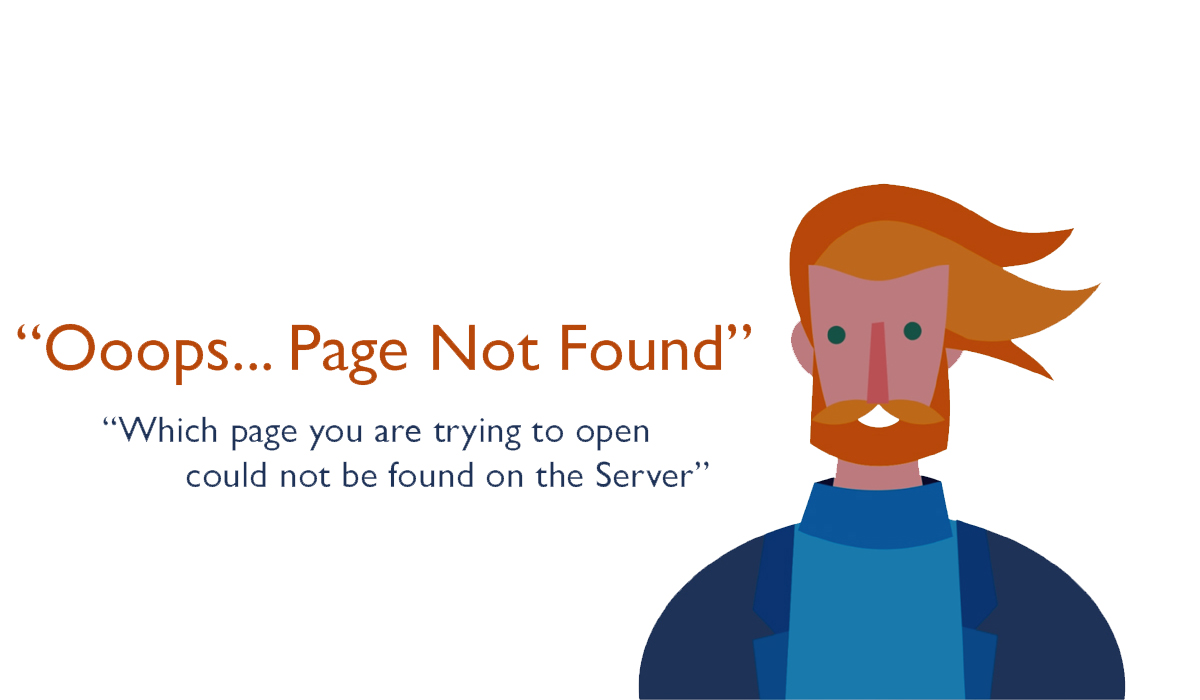 “Ooops... Page Not Found”
“Which page you are trying to open
could not be found on the Server”